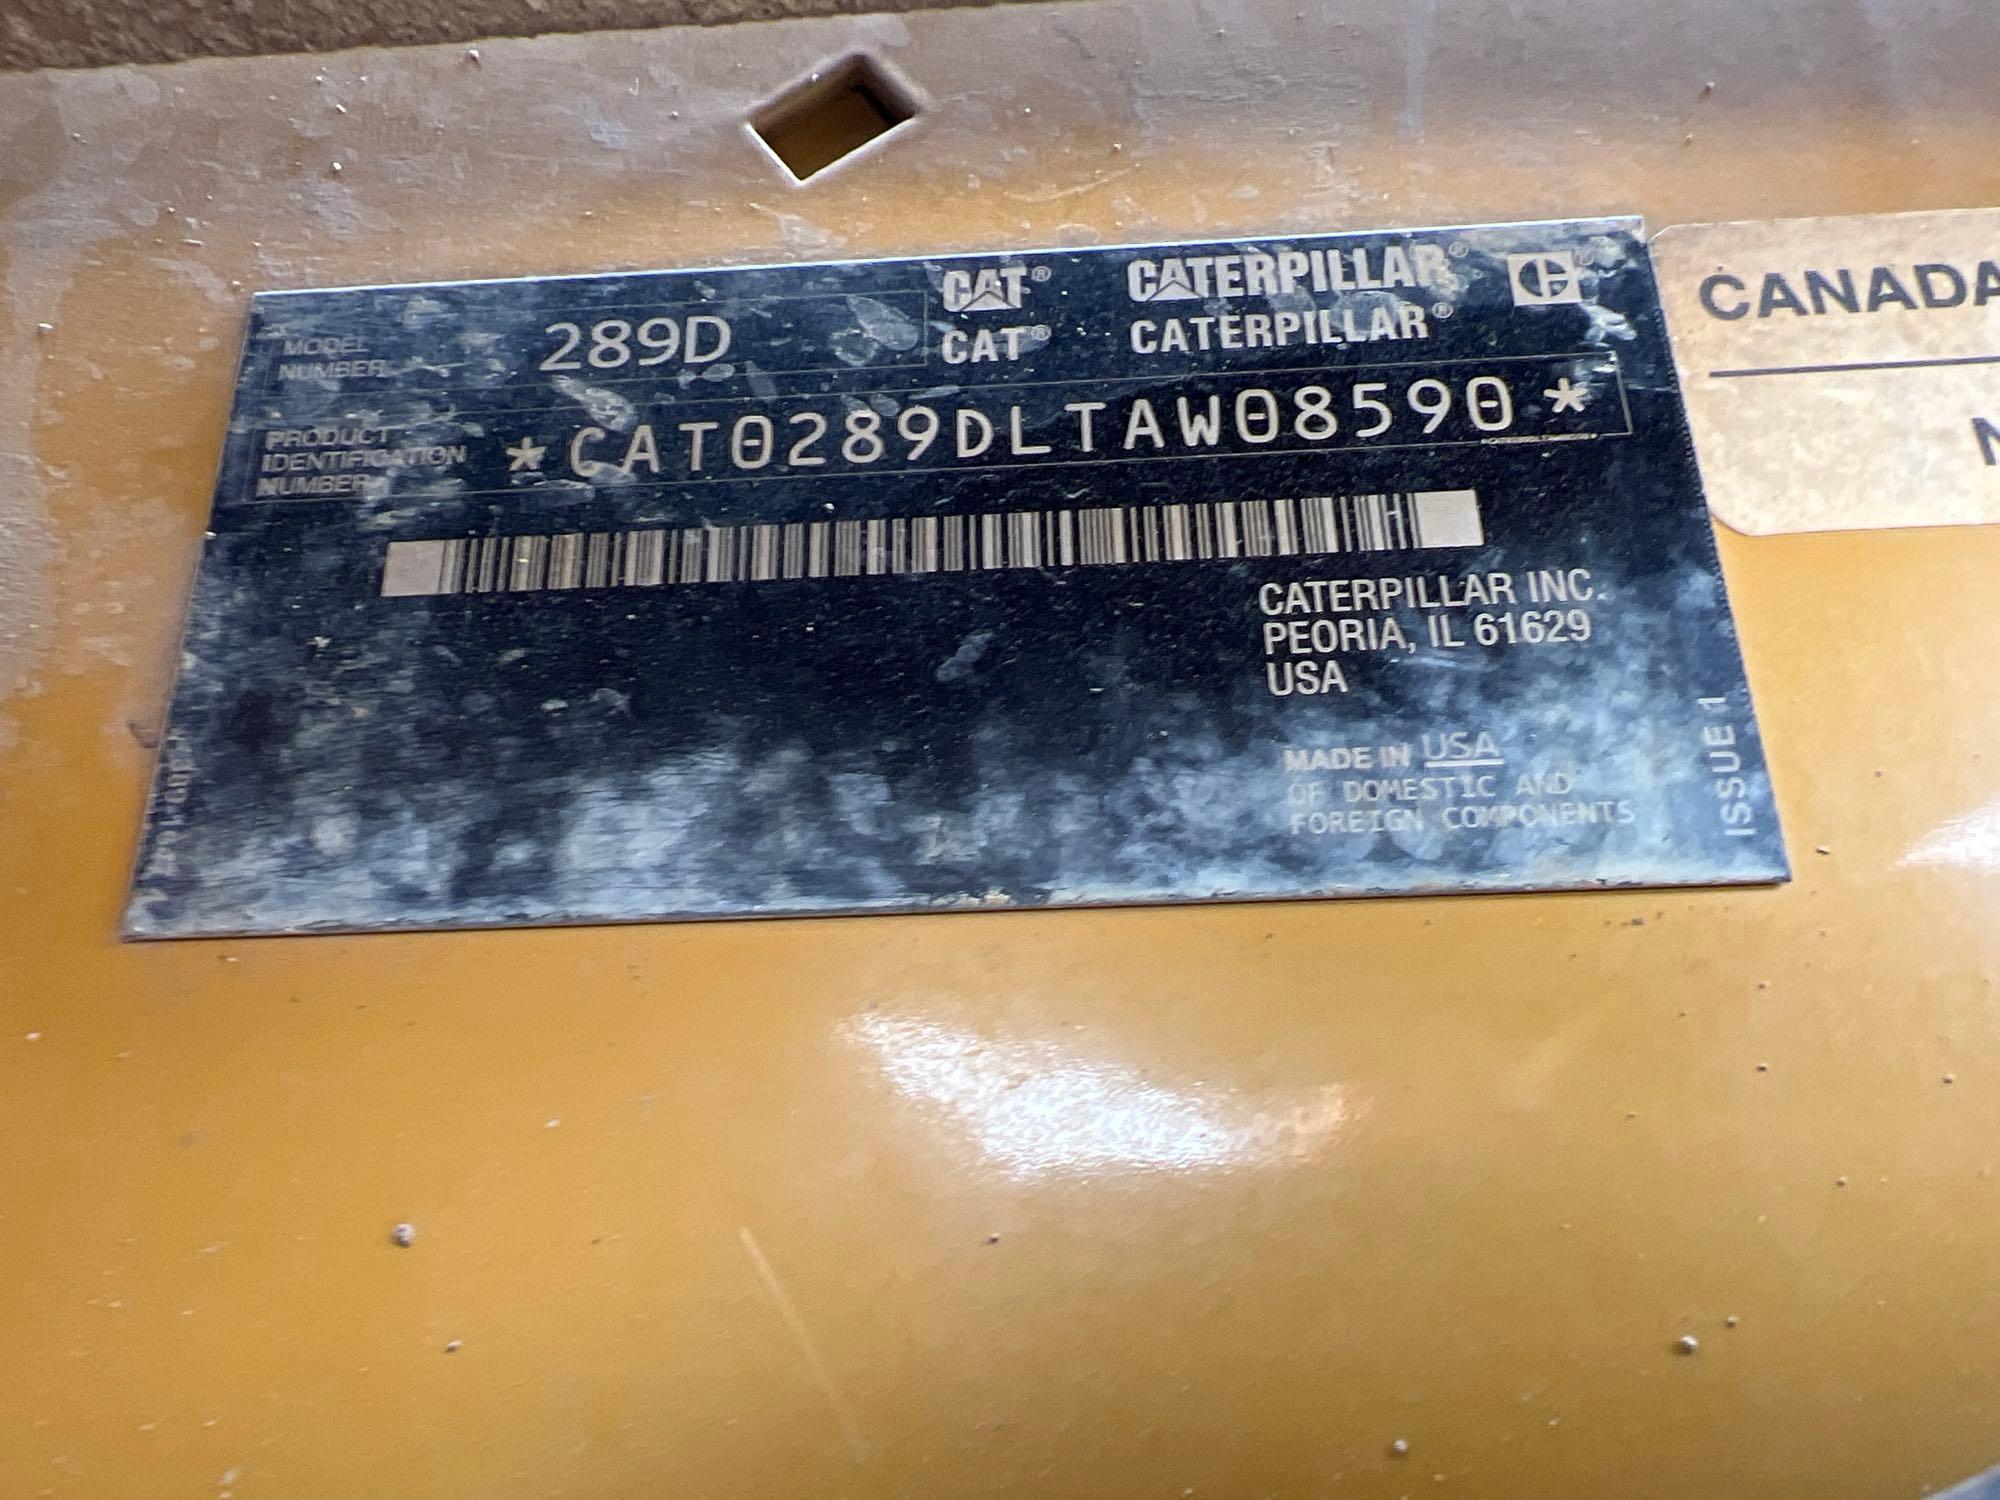 CAT® CATERPILLAR®
MODEL NUMBER 289D CAT® CATERPILLAR®
PRODUCT IDENTIFICATION NUMBER *CAT0289DLTAW08590*
CATERPILLAR INC.
PEORIA, IL 61629
USA
MADE IN USA
OF DOMESTIC AND
FOREIGN COMPONENTS
ISSUE 1
CANADA